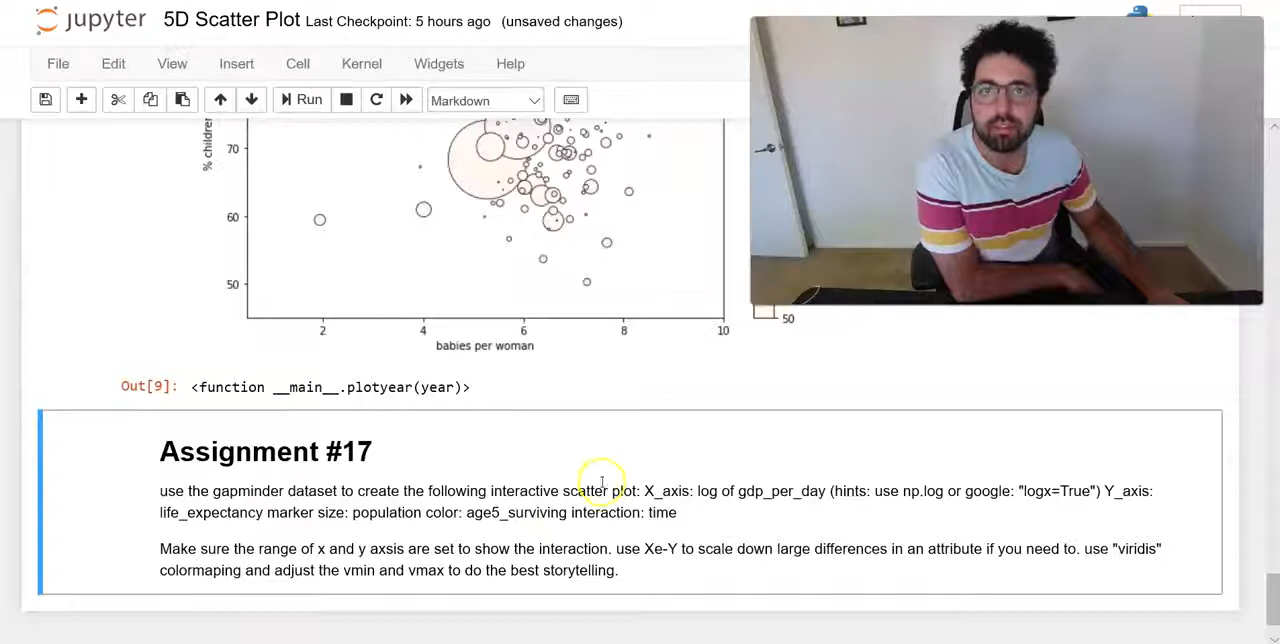 jupyter 5D Scatter Plot Last Checkpoint: 5 hours ago (unsaved changes)
File Edit View Insert Cell Kernel Widgets Help
Run Markdown
% children
70
60
50
50
2 4 6 8 10
babies per woman
Out[9]: <function __main__.plotyear(year)>
Assignment #17
use the gapminder dataset to create the following interactive scatter plot: X_axis: log of gdp_per_day (hints: use np.log or google: "logx=True") Y_axis:
life_expectancy marker size: population color: age5_surviving interaction: time
Make sure the range of x and y axsis are set to show the interaction. use Xe-Y to scale down large differences in an attribute if you need to. use "viridis"
colormaping and adjust the vmin and vmax to do the best storytelling.